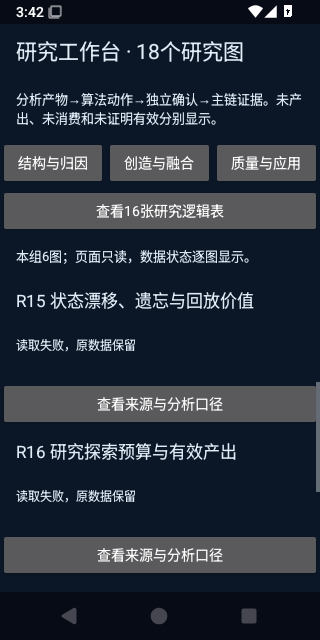 3:42
研究工作台 · 18个研究图
分析产物→算法动作→独立确认→主链证据。未产
出、未消费和未证明有效分别显示。
结构与归因
创造与融合
质量与应用
查看16张研究逻辑表
本组6图；页面只读，数据状态逐图显示。
R15 状态漂移、遗忘与回放价值
读取失败，原数据保留
查看来源与分析口径
R16 研究探索预算与有效产出
读取失败，原数据保留
查看来源与分析口径